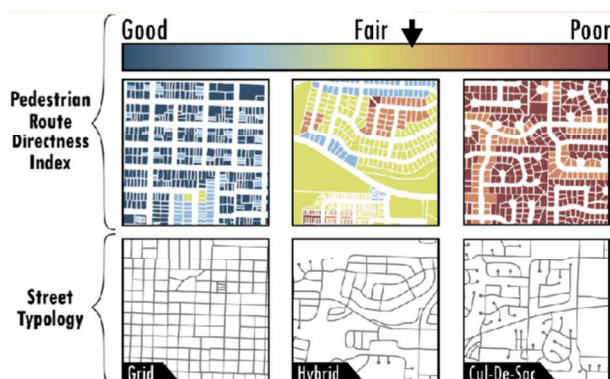 Good Fair Poor
Pedestrian
Route
Directness
Index
Street
Typology
Grid Hybrid Cul-De-Sac